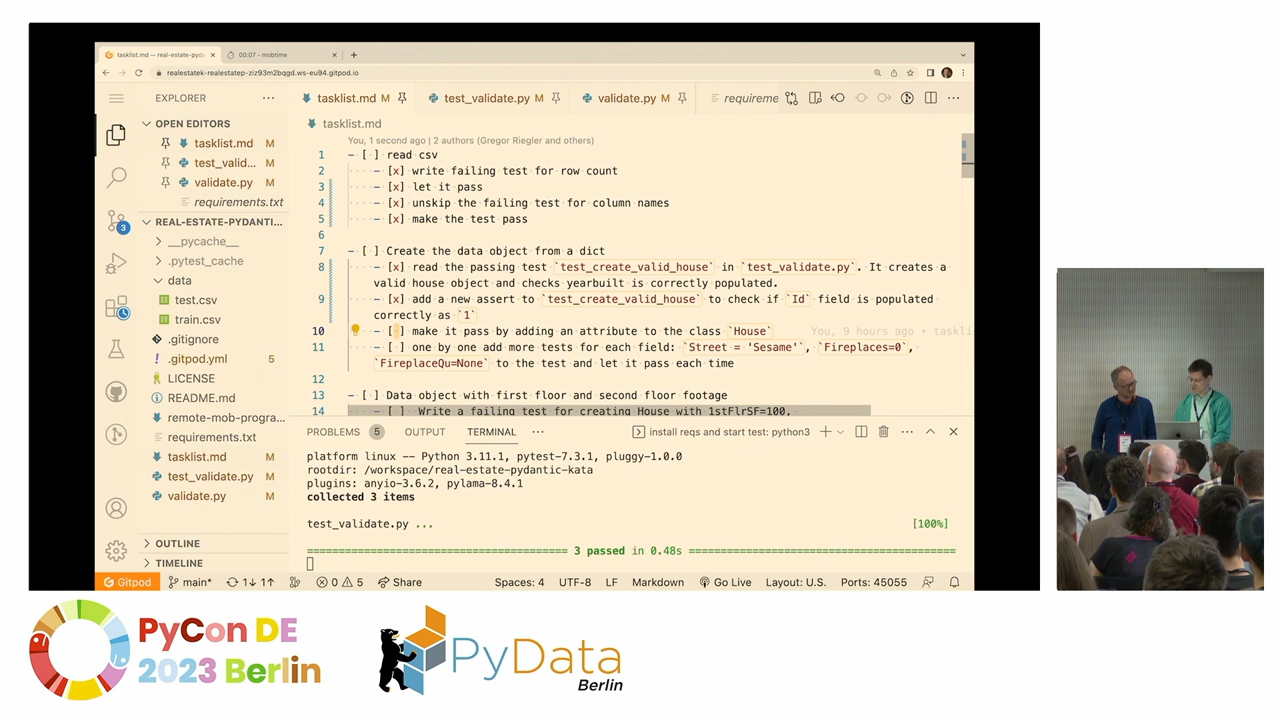 tasklist.md — real-estate-pyda
00:07 - mobtime
realestatek-realestatep-ziz93m2bqgd.ws-eu94.gitpod.io
EXPLORER
tasklist.md M
test_validate.py M
validate.py M
requireme
OPEN EDITORS
tasklist.md M
test_valid... M
validate.py M
requirements.txt
REAL-ESTATE-PYDANTI...
__pycache__
.pytest_cache
data
test.csv
train.csv
.gitignore
.gitpod.yml 5
LICENSE
README.md
remote-mob-progra...
requirements.txt
tasklist.md M
test_validate.py M
validate.py M
OUTLINE
TIMELINE
3
tasklist.md
You, 1 second ago | 2 authors (Gregor Riegler and others)
1 - [ ] read csv
2 - [x] write failing test for row count
3 - [x] let it pass
4 - [x] unskip the failing test for column names
5 - [x] make the test pass
6
7 - [ ] Create the data object from a dict
8 - [x] read the passing test `test_create_valid_house` in `test_validate.py`. It creates a
valid house object and checks yearbuilt is correctly populated.
9 - [x] add a new assert to `test_create_valid_house` to check if `Id` field is populated
correctly as `1`
10 - [ ] make it pass by adding an attribute to the class `House` You, 9 hours ago • taskli
11 - [ ] one by one add more tests for each field: `Street = 'Sesame'`, `Fireplaces=0`,
`FireplaceQu=None` to the test and let it pass each time
12
13 - [ ] Data object with first floor and second floor footage
14 - [ ] Write a failing test for creating House with 1stFlrSF=100,
PROBLEMS 5 OUTPUT TERMINAL ··· install reqs and start test: python3
platform linux -- Python 3.11.1, pytest-7.3.1, pluggy-1.0.0
rootdir: /workspace/real-estate-pydantic-kata
plugins: anyio-3.6.2, pylama-8.4.1
collected 3 items
test_validate.py ... [100%]
3 passed in 0.48s
Gitpod main* 1↓ 1↑ 0 5 Share Spaces: 4 UTF-8 LF Markdown Go Live Layout: U.S. Ports: 45055
PyCon DE
2023 Berlin
PyData
Berlin